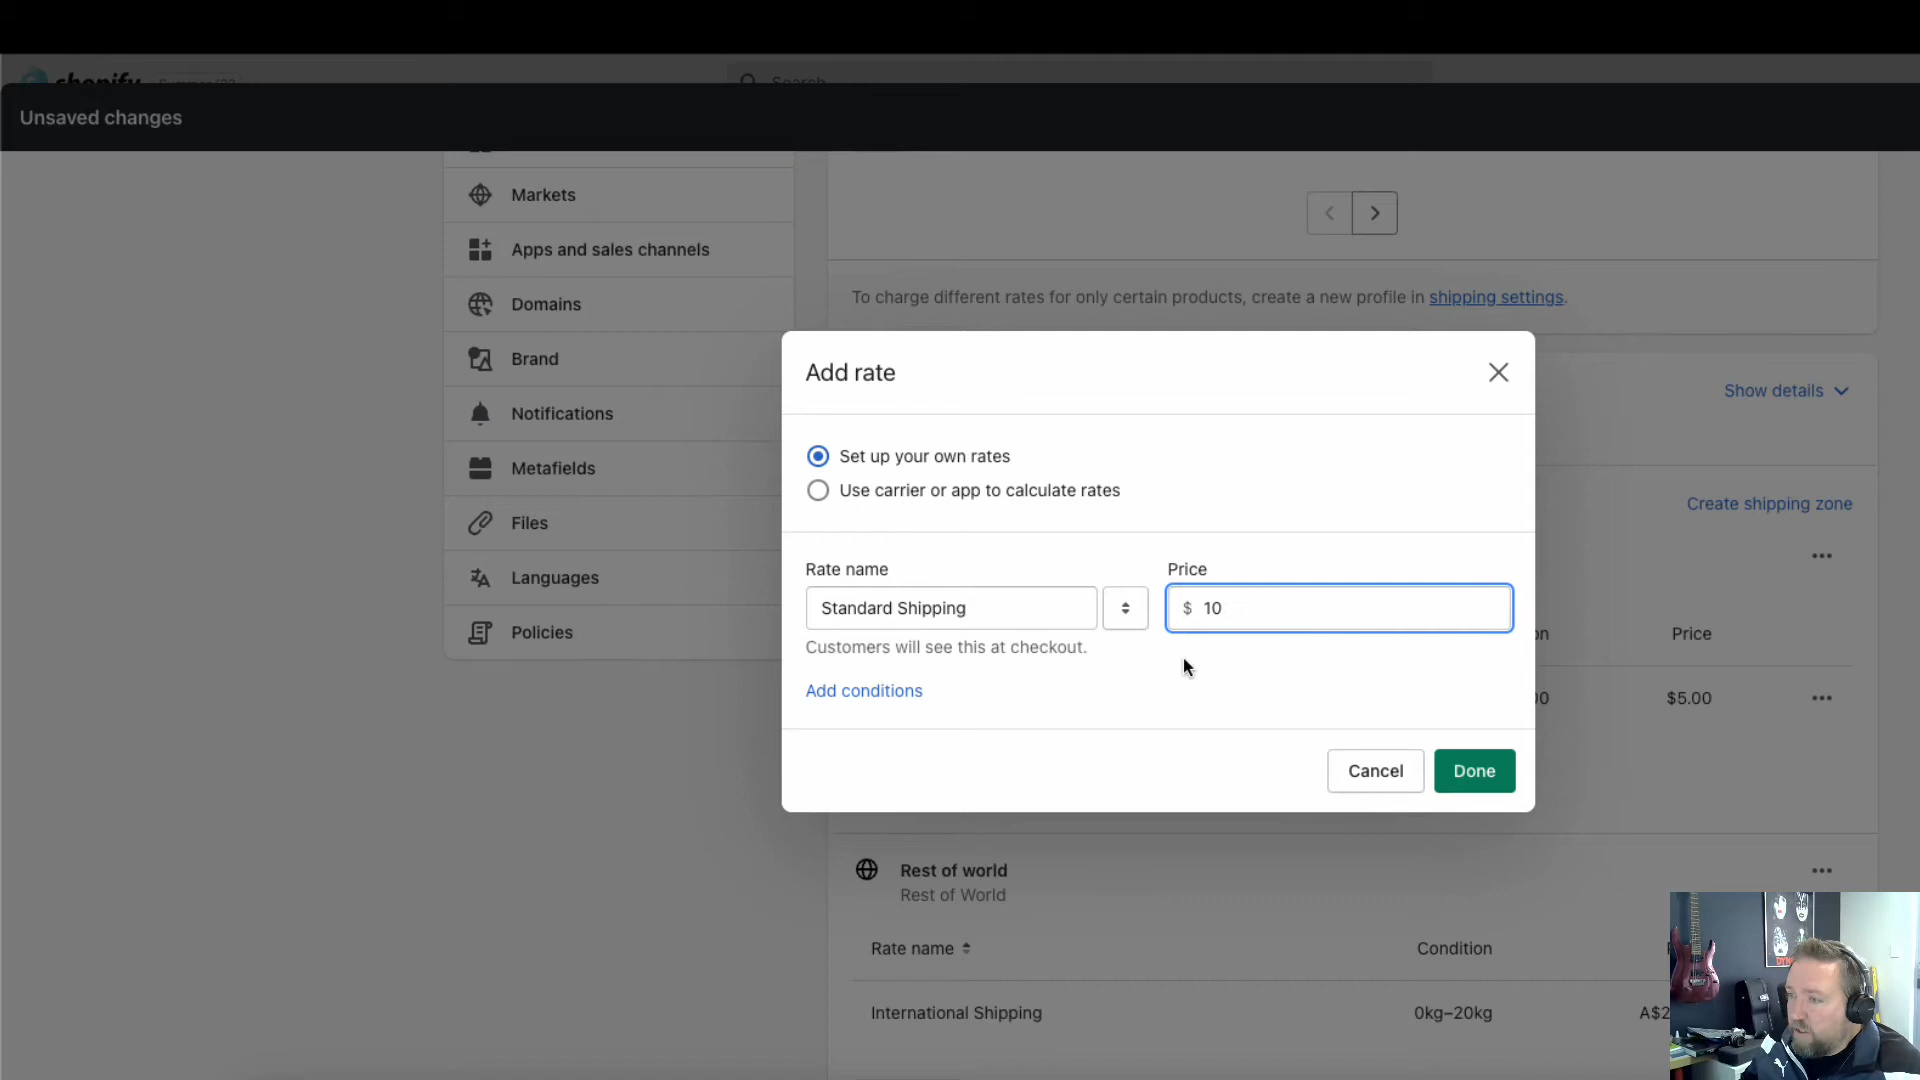 shopify
Search
Unsaved changes
Markets
Apps and sales channels
Domains
Brand
Notifications
Metafields
Files
Languages
Policies
To charge different rates for only certain products, create a new profile in shipping settings.
Show details
Create shipping zone
Add rate
Set up your own rates
Use carrier or app to calculate rates
Rate name
Price
Standard Shipping
$ 10
Customers will see this at checkout.
Add conditions
Cancel
Done
Price
$5.00
Rest of world
Rest of World
Rate name
Condition
International Shipping
0kg–20kg